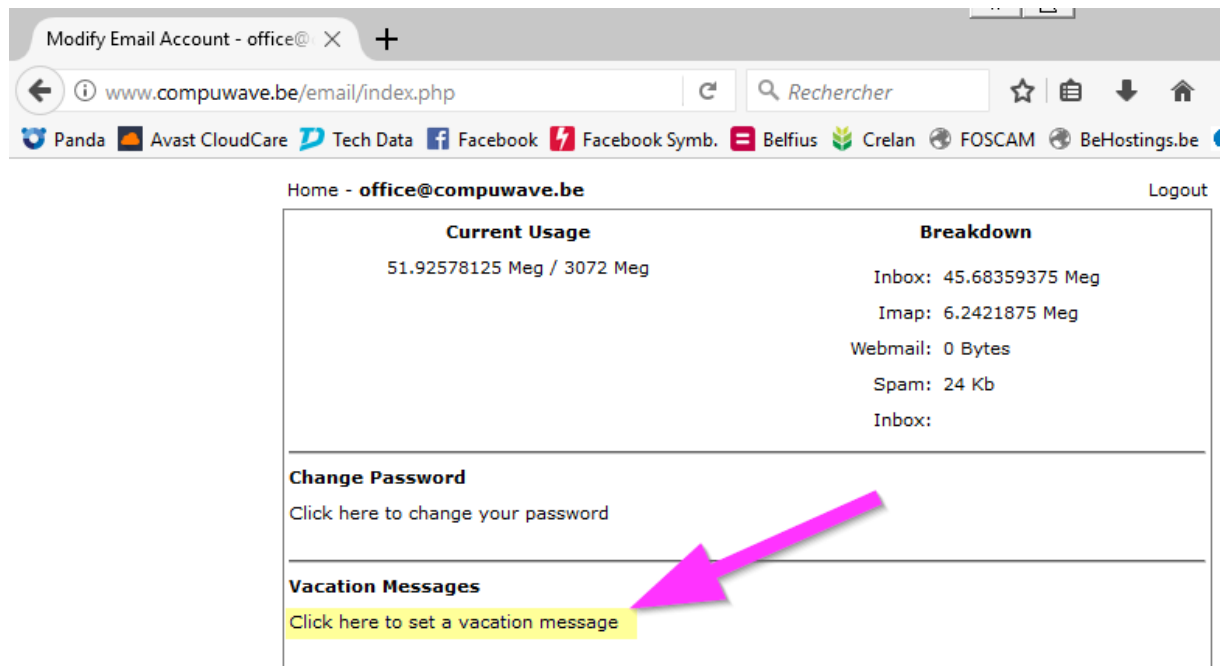 Modify Email Account - office@
www.compuwave.be/email/index.php
Rechercher
Panda Avast CloudCare Tech Data Facebook Facebook Symb. Belfius Crelan FOSCAM BeHostings.be
Home - office@compuwave.be Logout
Current Usage Breakdown
51.92578125 Meg / 3072 Meg
Inbox: 45.68359375 Meg
Imap: 6.2421875 Meg
Webmail: 0 Bytes
Spam: 24 Kb
Inbox:
Change Password
Click here to change your password
Vacation Messages
Click here to set a vacation message